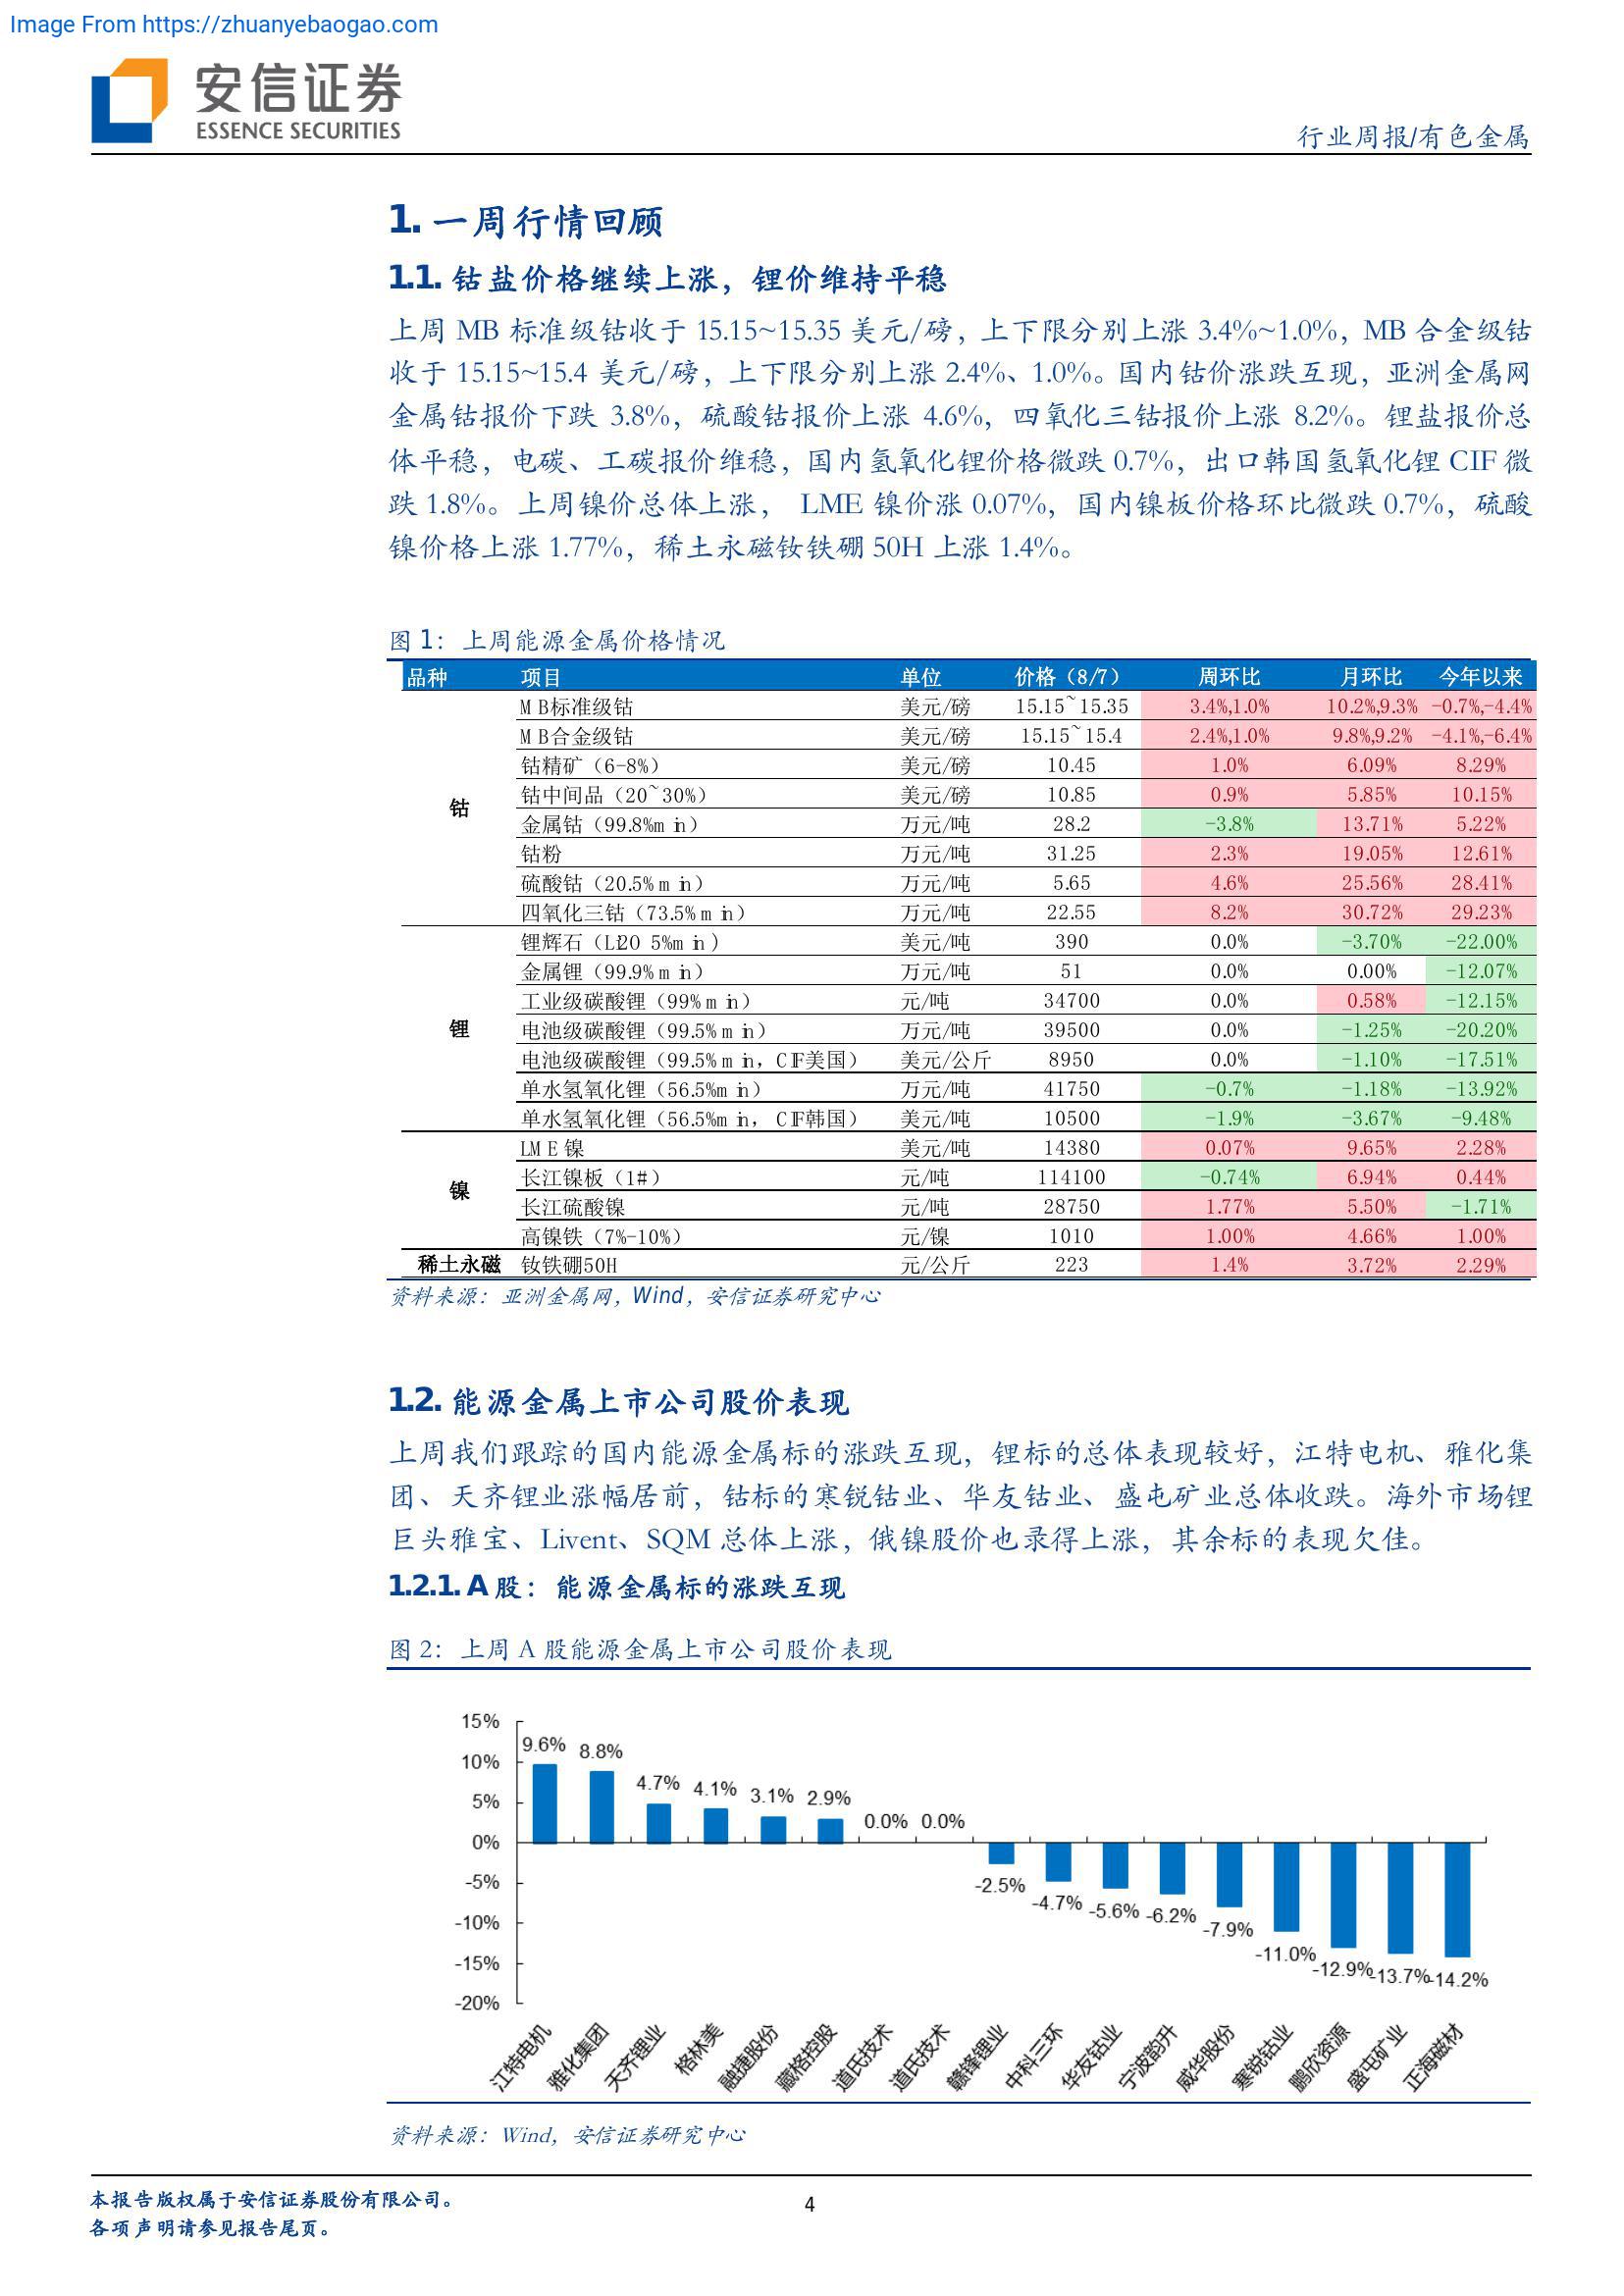 Image From https://zhuanyebaogao.com
安信证券
ESSENCE SECURITIES
行业周报/有色金属
1. 一周行情回顾
1.1. 钴盐价格继续上涨，锂价维持平稳
上周 MB 标准级钴收于 15.15~15.35 美元/磅，上下限分别上涨 3.4%~1.0%，MB 合金级钴
收于 15.15~15.4 美元/磅，上下限分别上涨 2.4%、1.0%。国内钴价涨跌互现，亚洲金属网
金属钴报价下跌 3.8%，硫酸钴报价上涨 4.6%，四氧化三钴报价上涨 8.2%。锂盐报价总
体平稳，电碳、工碳报价维稳，国内氢氧化锂价格微跌 0.7%，出口韩国氢氧化锂 CIF 微
跌 1.8%。上周镍价总体上涨， LME 镍价涨 0.07%，国内镍板价格环比微跌 0.7%，硫酸
镍价格上涨 1.77%，稀土永磁钕铁硼 50H 上涨 1.4%。
图 1：上周能源金属价格情况
品种 项目 单位 价格（8/7） 周环比 月环比 今年以来
MB标准级钴 美元/磅 15.15~15.35 3.4%,1.0% 10.2%,9.3% -0.7%,-4.4%
MB合金级钴 美元/磅 15.15~15.4 2.4%,1.0% 9.8%,9.2% -4.1%,-6.4%
钴精矿（6-8%） 美元/磅 10.45 1.0% 6.09% 8.29%
钴中间品（20~30%） 美元/磅 10.85 0.9% 5.85% 10.15%
钴
金属钴（99.8%min） 万元/吨 28.2 -3.8% 13.71% 5.22%
钴粉 万元/吨 31.25 2.3% 19.05% 12.61%
硫酸钴（20.5%min） 万元/吨 5.65 4.6% 25.56% 28.41%
四氧化三钴（73.5%min） 万元/吨 22.55 8.2% 30.72% 29.23%
锂辉石（Li2O 5%min） 美元/吨 390 0.0% -3.70% -22.00%
金属锂（99.9%min） 万元/吨 51 0.0% 0.00% -12.07%
工业级碳酸锂（99%min） 元/吨 34700 0.0% 0.58% -12.15%
锂 电池级碳酸锂（99.5%min） 万元/吨 39500 0.0% -1.25% -20.20%
电池级碳酸锂（99.5%min，CIF美国） 美元/公斤 8950 0.0% -1.10% -17.51%
单水氢氧化锂（56.5%min） 万元/吨 41750 -0.7% -1.18% -13.92%
单水氢氧化锂（56.5%min，CIF韩国） 美元/吨 10500 -1.9% -3.67% -9.48%
LME镍 美元/吨 14380 0.07% 9.65% 2.28%
长江镍板（1#） 元/吨 114100 -0.74% 6.94% 0.44%
镍
长江硫酸镍 元/吨 28750 1.77% 5.50% -1.71%
高镍铁（7%-10%） 元/镍 1010 1.00% 4.66% 1.00%
稀土永磁 钕铁硼50H 元/公斤 223 1.4% 3.72% 2.29%
资料来源：亚洲金属网，Wind，安信证券研究中心
1.2. 能源金属上市公司股价表现
上周我们跟踪的国内能源金属标的涨跌互现，锂标的总体表现较好，江特电机、雅化集
团、天齐锂业涨幅居前，钴标的寒锐钴业、华友钴业、盛屯矿业总体收跌。海外市场锂
巨头雅宝、Livent、SQM 总体上涨，俄镍股价也录得上涨，其余标的表现欠佳。
1.2.1. A 股：能源金属标的涨跌互现
图 2：上周 A 股能源金属上市公司股价表现
15%
10%
5%
0%
-5%
-10%
-15%
-20%
9.6% 8.8% 4.7% 4.1% 3.1% 2.9% 0.0% 0.0% -2.5% -4.7% -5.6% -6.2% -7.9% -11.0% -12.9% -13.7% -14.2%
江特电机 雅化集团 天齐锂业 格林美 融捷股份 藏格控股 道氏技术 道氏技术 赣锋锂业 中科三环 华友钴业 宁波韵升 威华股份 寒锐钴业 鹏欣资源 盛屯矿业 正海磁材
资料来源：Wind，安信证券研究中心
本报告版权属于安信证券股份有限公司。
各项声明请参见报告尾页。
4